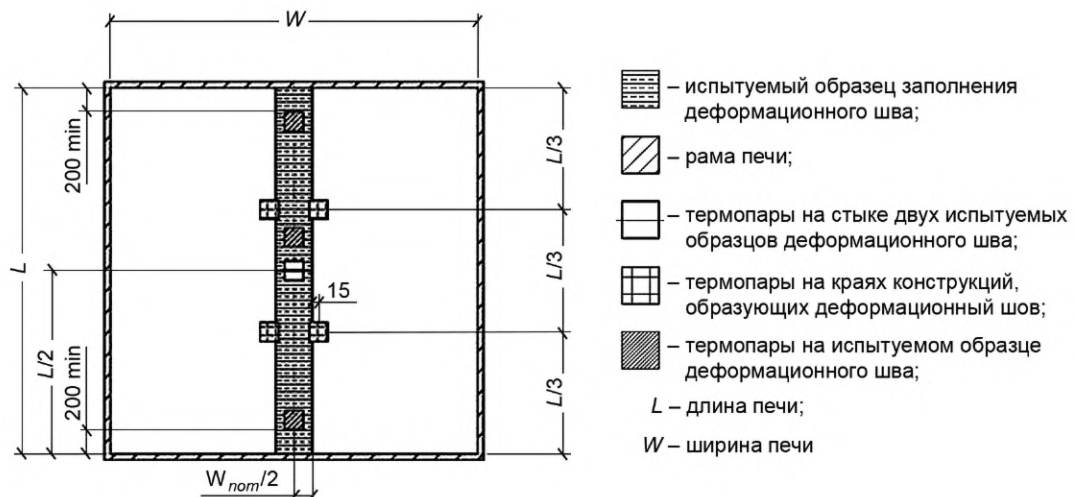 W
200 min
L/3
L
L/3
15
L/2
200 min
L/3
Wnom/2
– испытуемый образец заполнения
деформационного шва;
– рама печи;
– термопары на стыке двух испытуемых
образцов деформационного шва;
– термопары на краях конструкций,
образующих деформационный шов;
– термопары на испытуемом образце
деформационного шва;
L – длина печи;
W – ширина печи